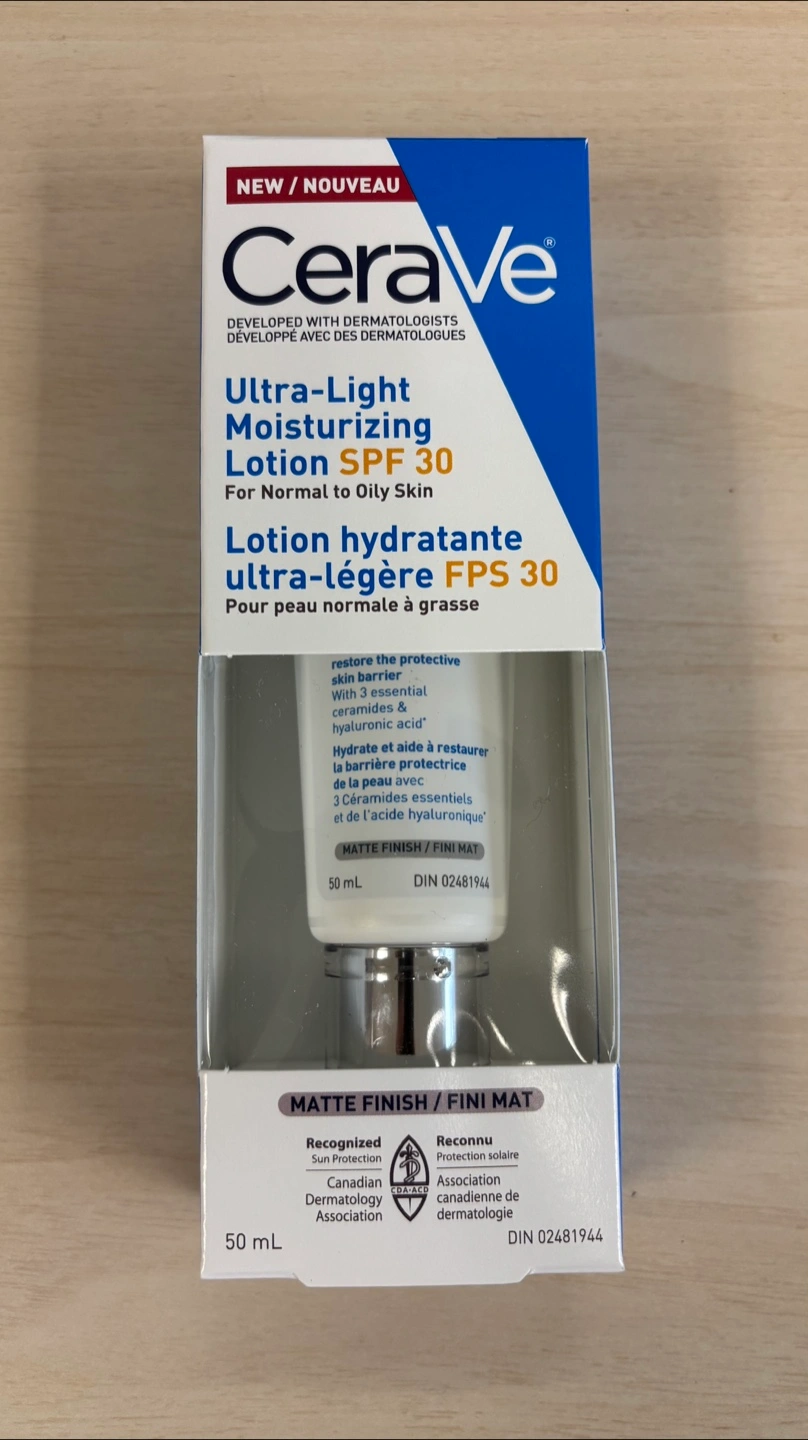 NEW / NOUVEAU
CeraVe®
DEVELOPED WITH DERMATOLOGISTS
DÉVELOPPÉ AVEC DES DERMATOLOGUES
Ultra-Light
Moisturizing
Lotion SPF 30
For Normal to Oily Skin
Lotion hydratante
ultra-légère FPS 30
Pour peau normale à grasse
restore the protective
skin barrier
With 3 essential
ceramides &
hyaluronic acid*
Hydrate et aide à restaurer
la barrière protectrice
de la peau avec
3 Céramides essentiels
et de l'acide hyaluronique*
MATTE FINISH / FINI MAT
50 mL DIN 02481944
MATTE FINISH / FINI MAT
Recognized
Sun Protection
Canadian
Dermatology
Association
CDA-ACD
Reconnu
Protection solaire
Association
canadienne de
dermatologie
50 mL DIN 02481944